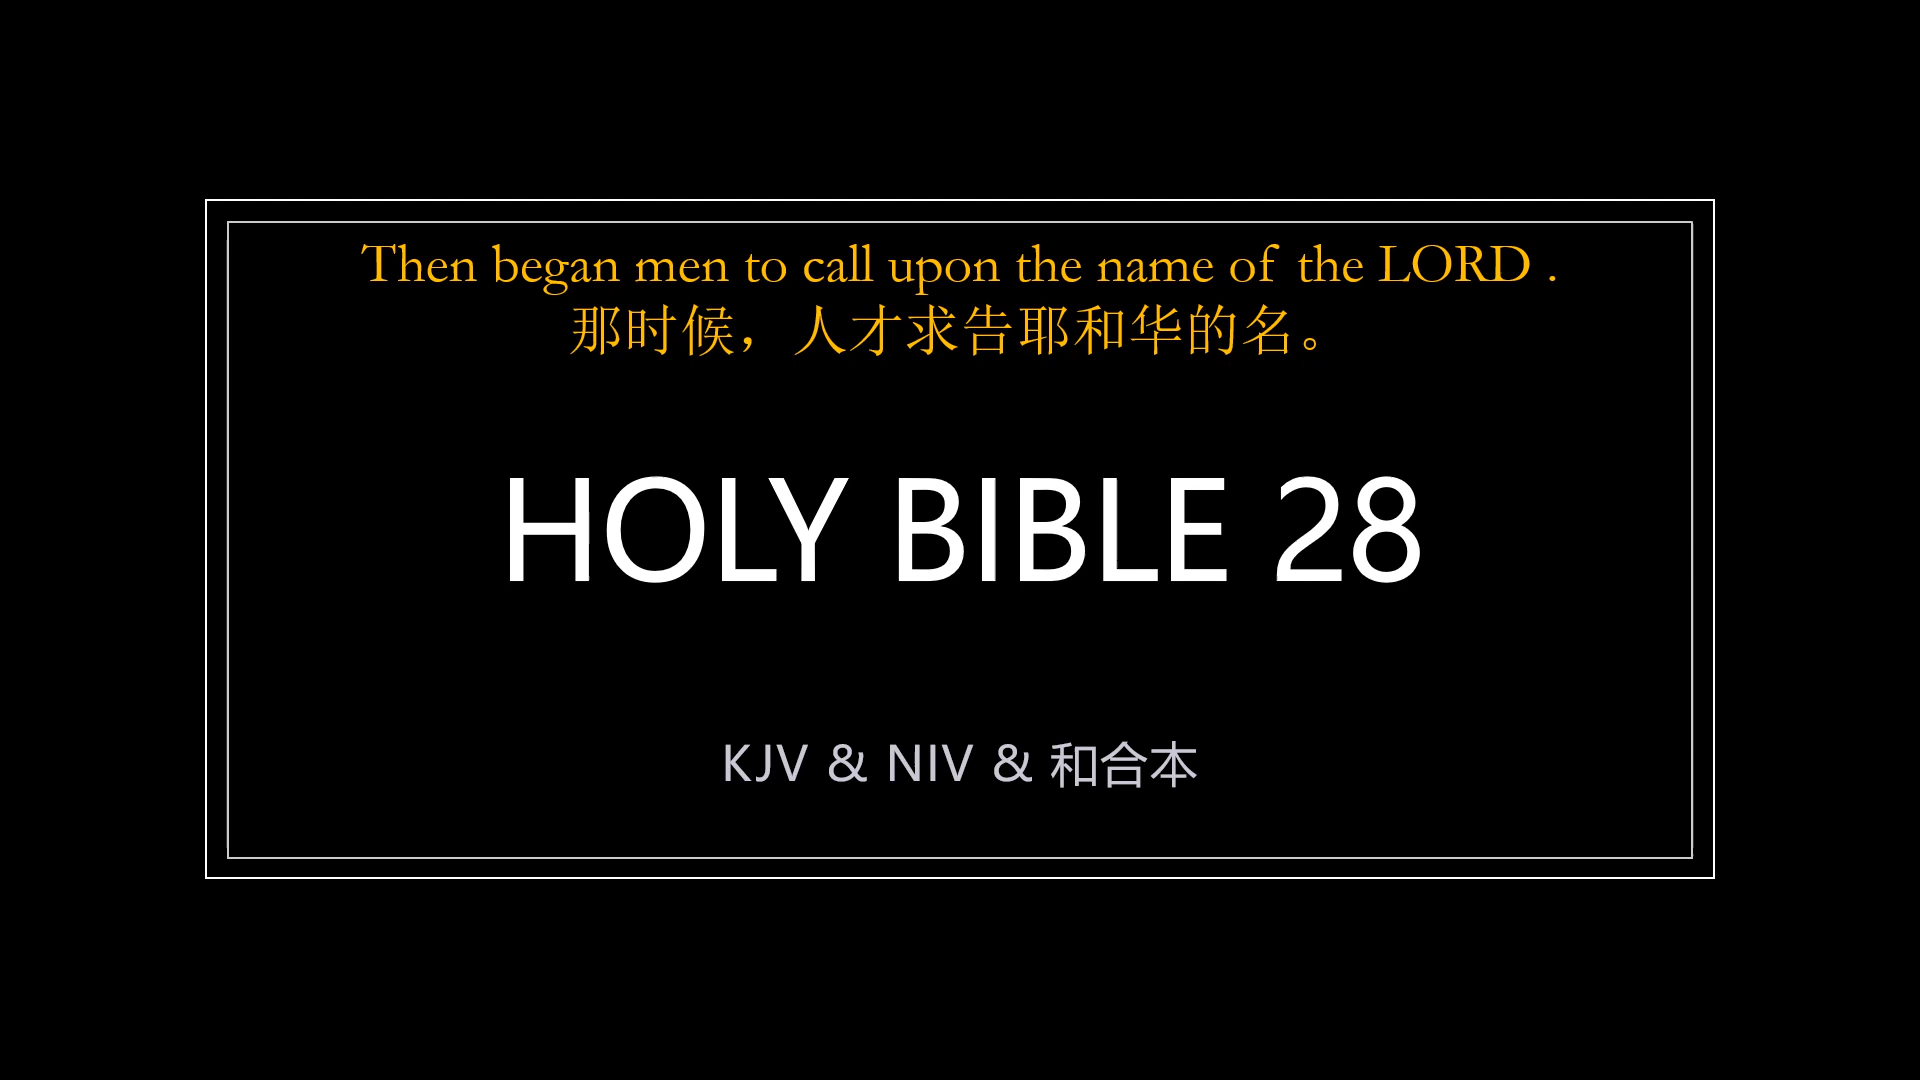 Then began men to call upon the name of the LORD .
那时候，人才求告耶和华的名。
HOLY BIBLE 28
KJV & NIV & 和合本